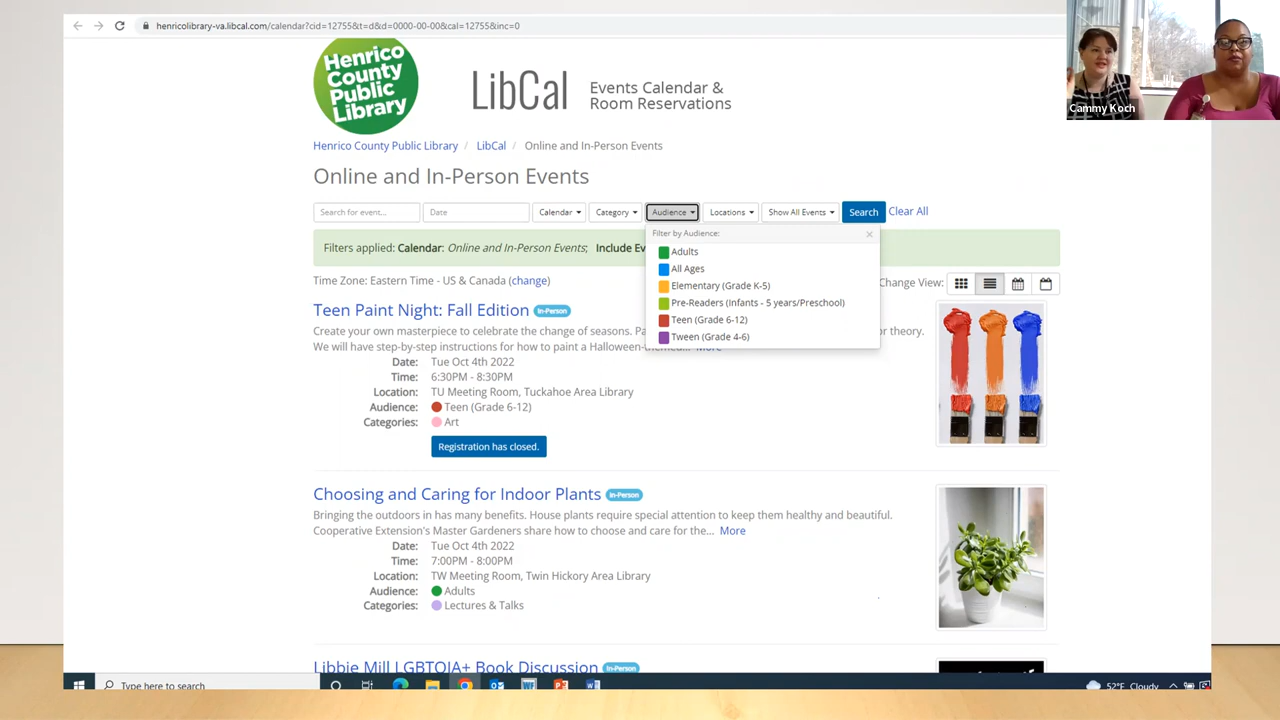 henricolibrary-va.libcal.com/calendar?cid=12755&t=d&d=0000-00-00&cal=12755&inc=0
Cammy Koch
Henrico
County
Public
Library
LibCal
Events Calendar &
Room Reservations
Henrico County Public Library / LibCal / Online and In-Person Events
Online and In-Person Events
Search for event... Date Calendar Category Audience Locations Show All Events Search Clear All
Filter by Audience: ×
Filters applied: Calendar: Online and In-Person Events; Include Ev
Adults
All Ages
Time Zone: Eastern Time - US & Canada (change)
Change View:
Elementary (Grade K-5)
Pre-Readers (Infants - 5 years/Preschool)
Teen (Grade 6-12)
Tween (Grade 4-6)
Teen Paint Night: Fall Edition In-Person
Create your own masterpiece to celebrate the change of seasons. or theory.
We will have step-by-step instructions for how to paint a Halloween-themed... More
Date: Tue Oct 4th 2022
Time: 6:30PM - 8:30PM
Location: TU Meeting Room, Tuckahoe Area Library
Audience: Teen (Grade 6-12)
Categories: Art
Registration has closed.
Choosing and Caring for Indoor Plants In-Person
Bringing the outdoors in has many benefits. House plants require special attention to keep them healthy and beautiful.
Cooperative Extension's Master Gardeners share how to choose and care for the... More
Date: Tue Oct 4th 2022
Time: 7:00PM - 8:00PM
Location: TW Meeting Room, Twin Hickory Area Library
Audience: Adults
Categories: Lectures & Talks
Libbie Mill LGBTQIA+ Book Discussion In-Person
Type here to search
52°F Cloudy